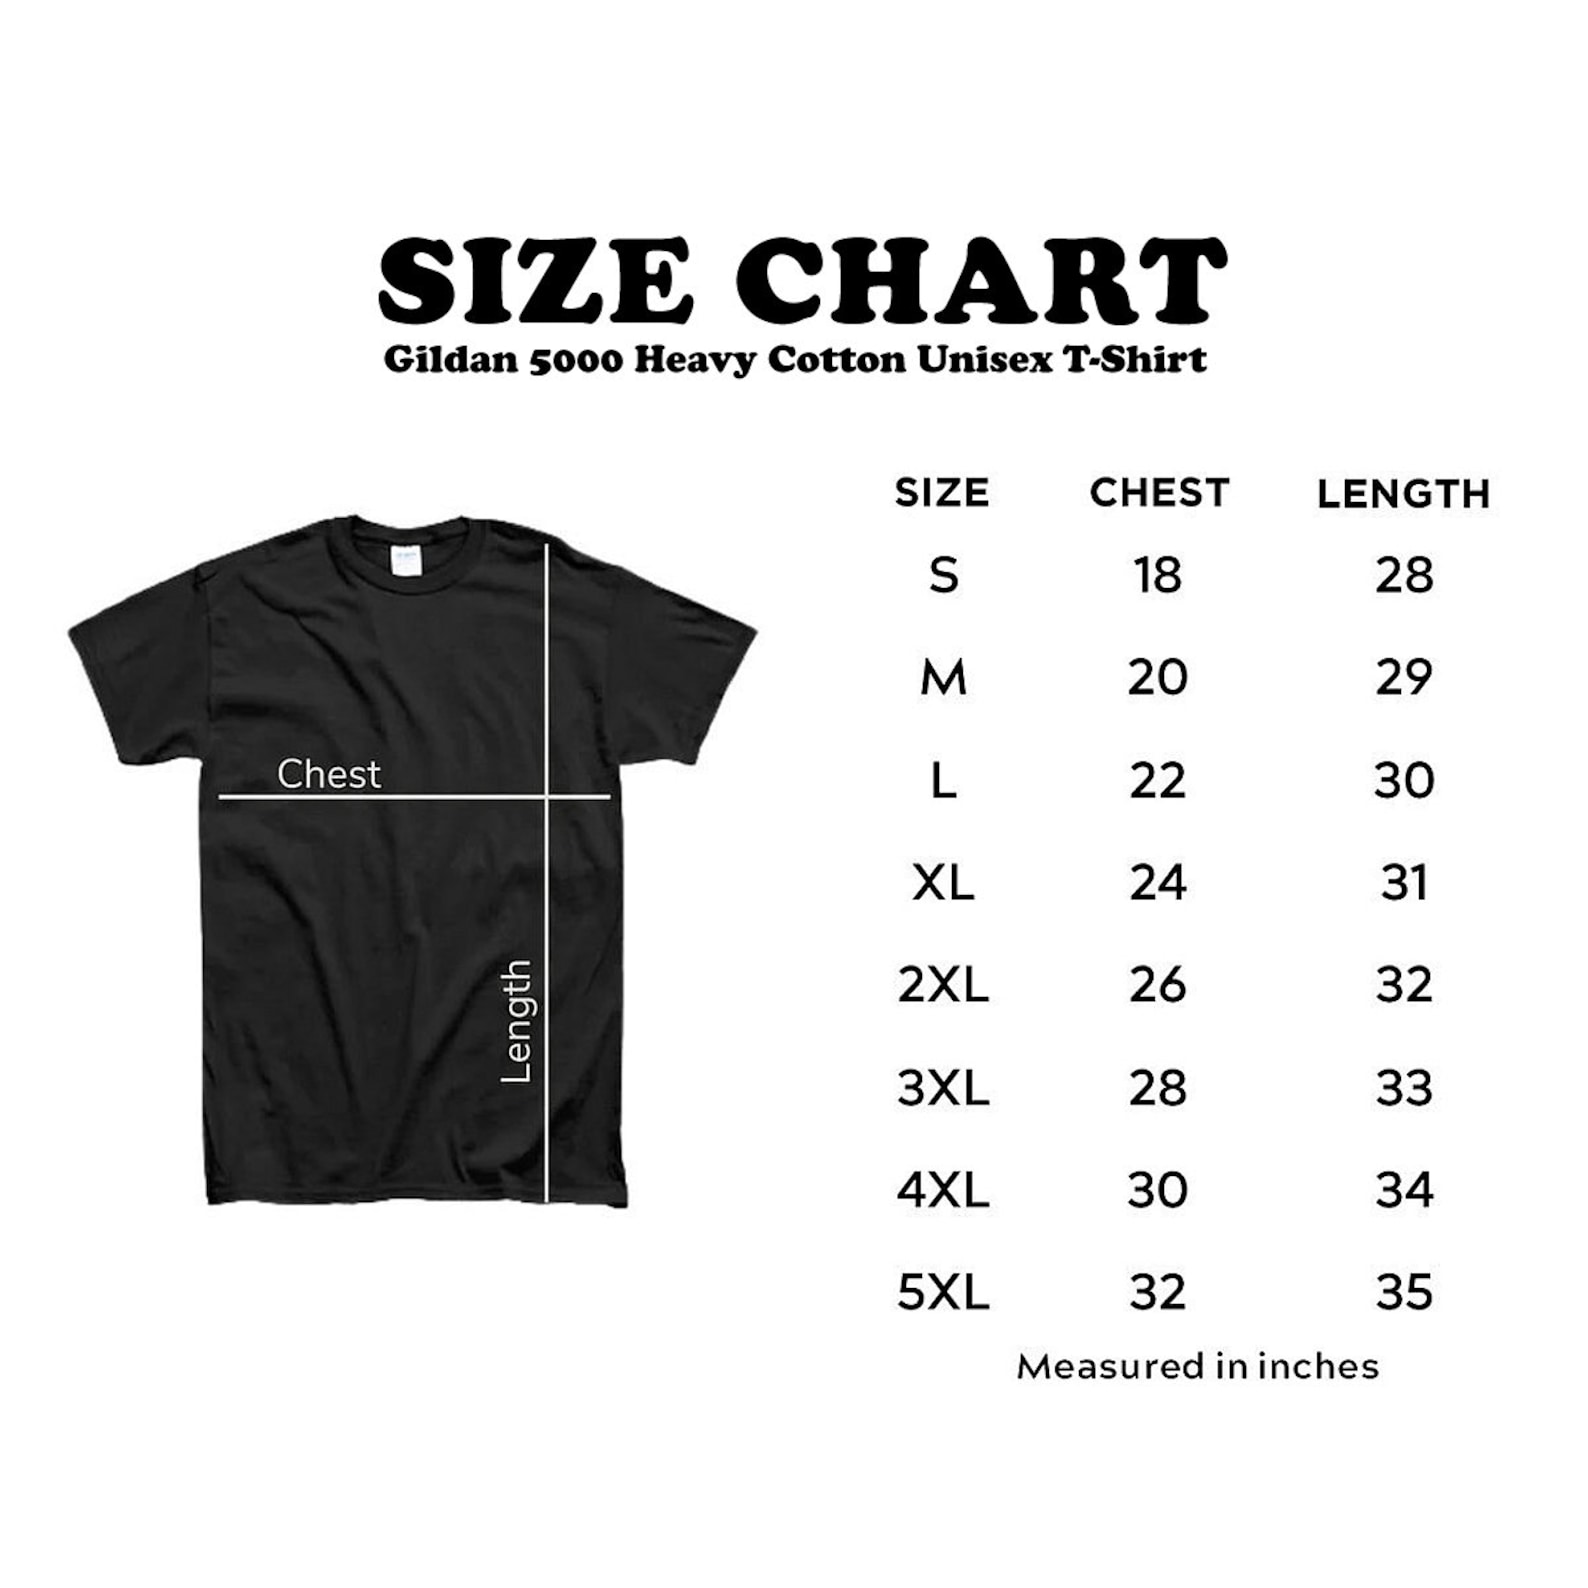 SIZE CHART
Gildan 5000 Heavy Cotton Unisex T-Shirt
Chest
Length
SIZE CHEST LENGTH
S 18 28
M 20 29
L 22 30
XL 24 31
2XL 26 32
3XL 28 33
4XL 30 34
5XL 32 35
Measured in inches